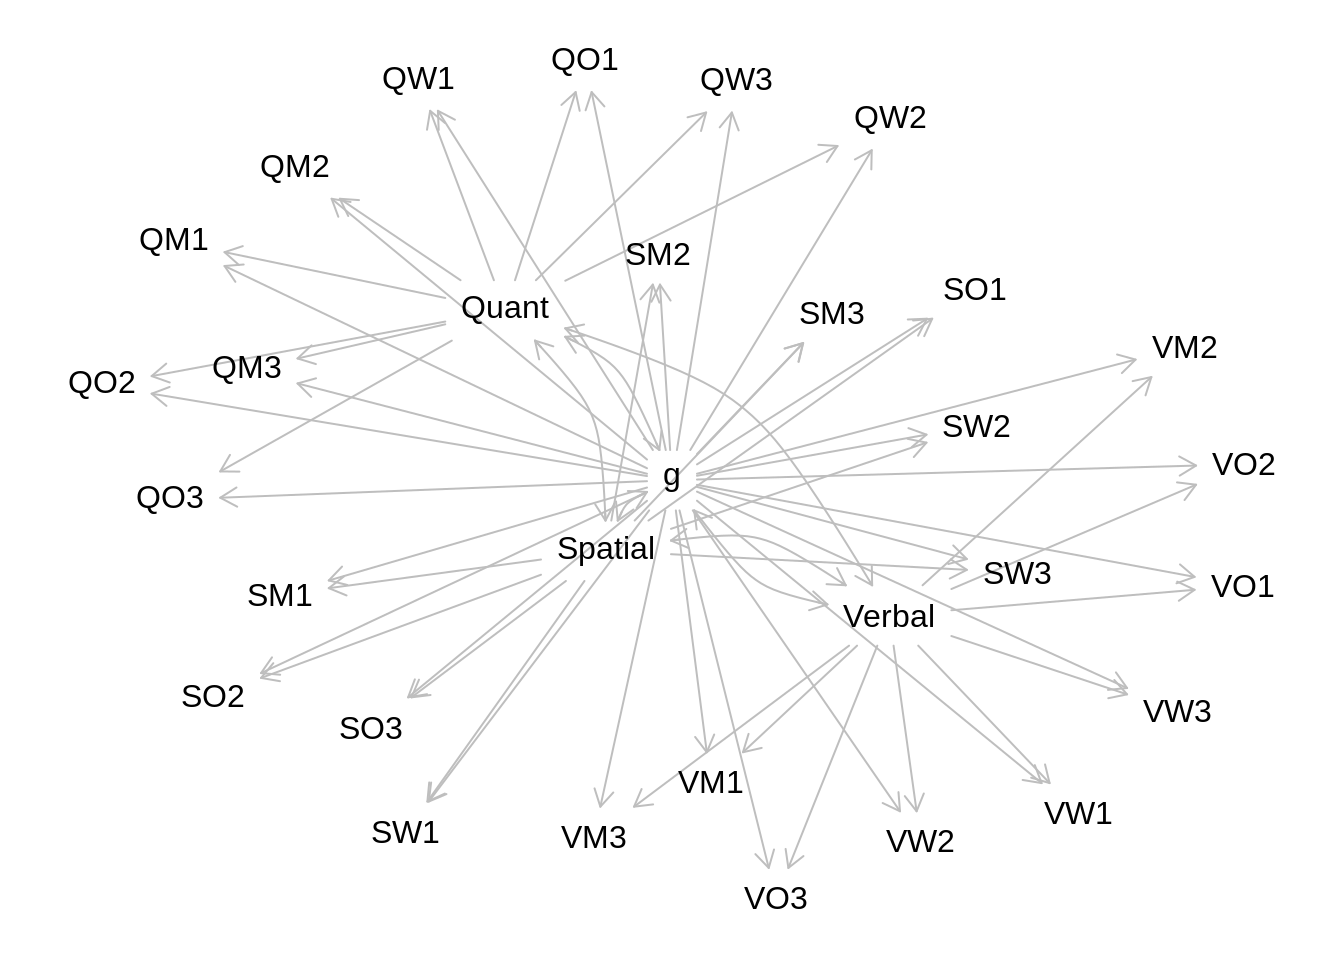 QO1
QW1
QW3
QW2
QM2
QM1
SM2
SO1
Quant
SM3
VM2
QM3
QO2
SW2
VO2
g
QO3
Spatial
SW3
VO1
SM1
Verbal
SO2
VW3
SO3
VM1
VW1
SW1
VM3
VW2
VO3